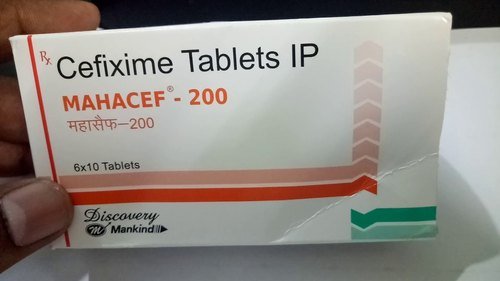 Rx Cefixime Tablets IP
MAHACEF® - 200
महासैफ–200
6x10 Tablets
Discovery
Mankind